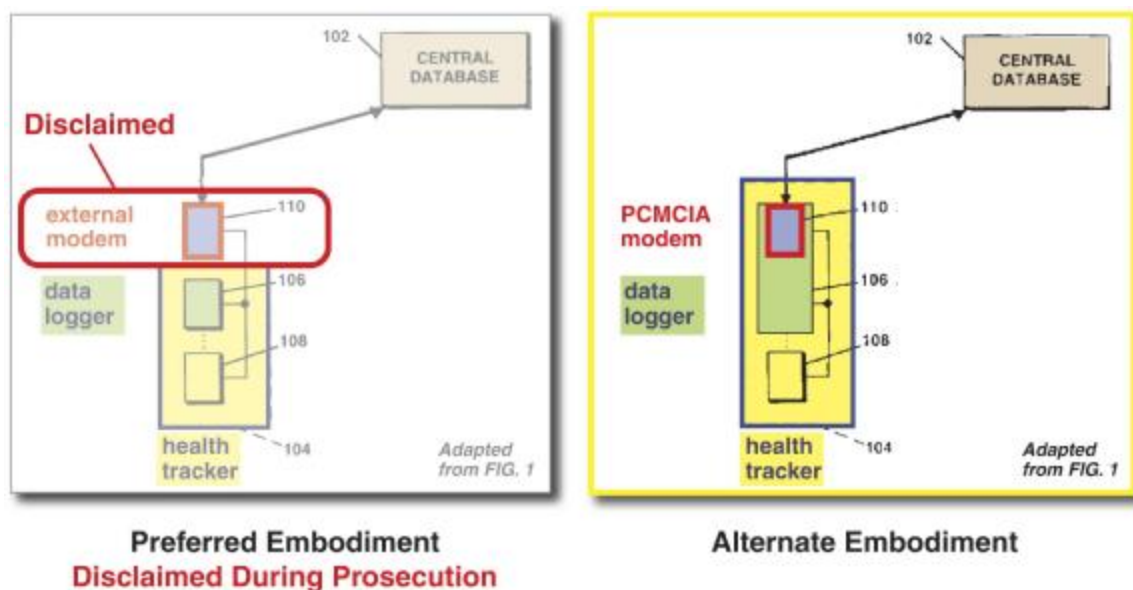 102
CENTRAL
DATABASE
Disclaimed
external
modem
110
data
logger
106
108
health
tracker
104
Adapted
from FIG. 1
Preferred Embodiment
Disclaimed During Prosecution
102
CENTRAL
DATABASE
PCMCIA
modem
110
data
logger
106
108
health
tracker
104
Adapted
from FIG. 1
Alternate Embodiment